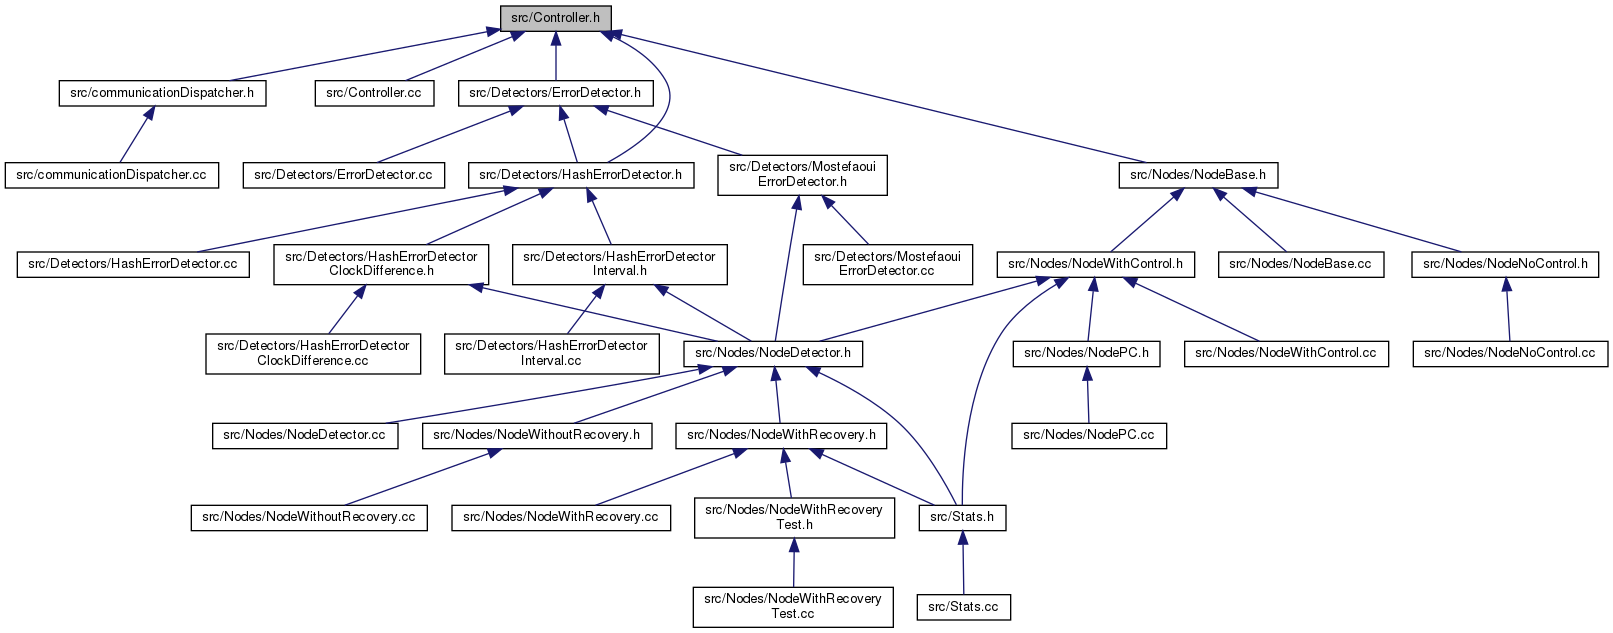 src/Controller.h
src/communicationDispatcher.h
src/Controller.cc
src/Detectors/ErrorDetector.h
src/communicationDispatcher.cc
src/Detectors/ErrorDetector.cc
src/Detectors/HashErrorDetector.h
src/Detectors/Mostefaoui
ErrorDetector.h
src/Nodes/NodeBase.h
src/Detectors/HashErrorDetector.cc
src/Detectors/HashErrorDetector
ClockDifference.h
src/Detectors/HashErrorDetector
Interval.h
src/Detectors/Mostefaoui
ErrorDetector.cc
src/Nodes/NodeWithControl.h
src/Nodes/NodeBase.cc
src/Nodes/NodeNoControl.h
src/Detectors/HashErrorDetector
ClockDifference.cc
src/Detectors/HashErrorDetector
Interval.cc
src/Nodes/NodeDetector.h
src/Nodes/NodePC.h
src/Nodes/NodeWithControl.cc
src/Nodes/NodeNoControl.cc
src/Nodes/NodeDetector.cc
src/Nodes/NodeWithoutRecovery.h
src/Nodes/NodeWithRecovery.h
src/Nodes/NodePC.cc
src/Nodes/NodeWithoutRecovery.cc
src/Nodes/NodeWithRecovery.cc
src/Nodes/NodeWithRecovery
Test.h
src/Stats.h
src/Nodes/NodeWithRecovery
Test.cc
src/Stats.cc